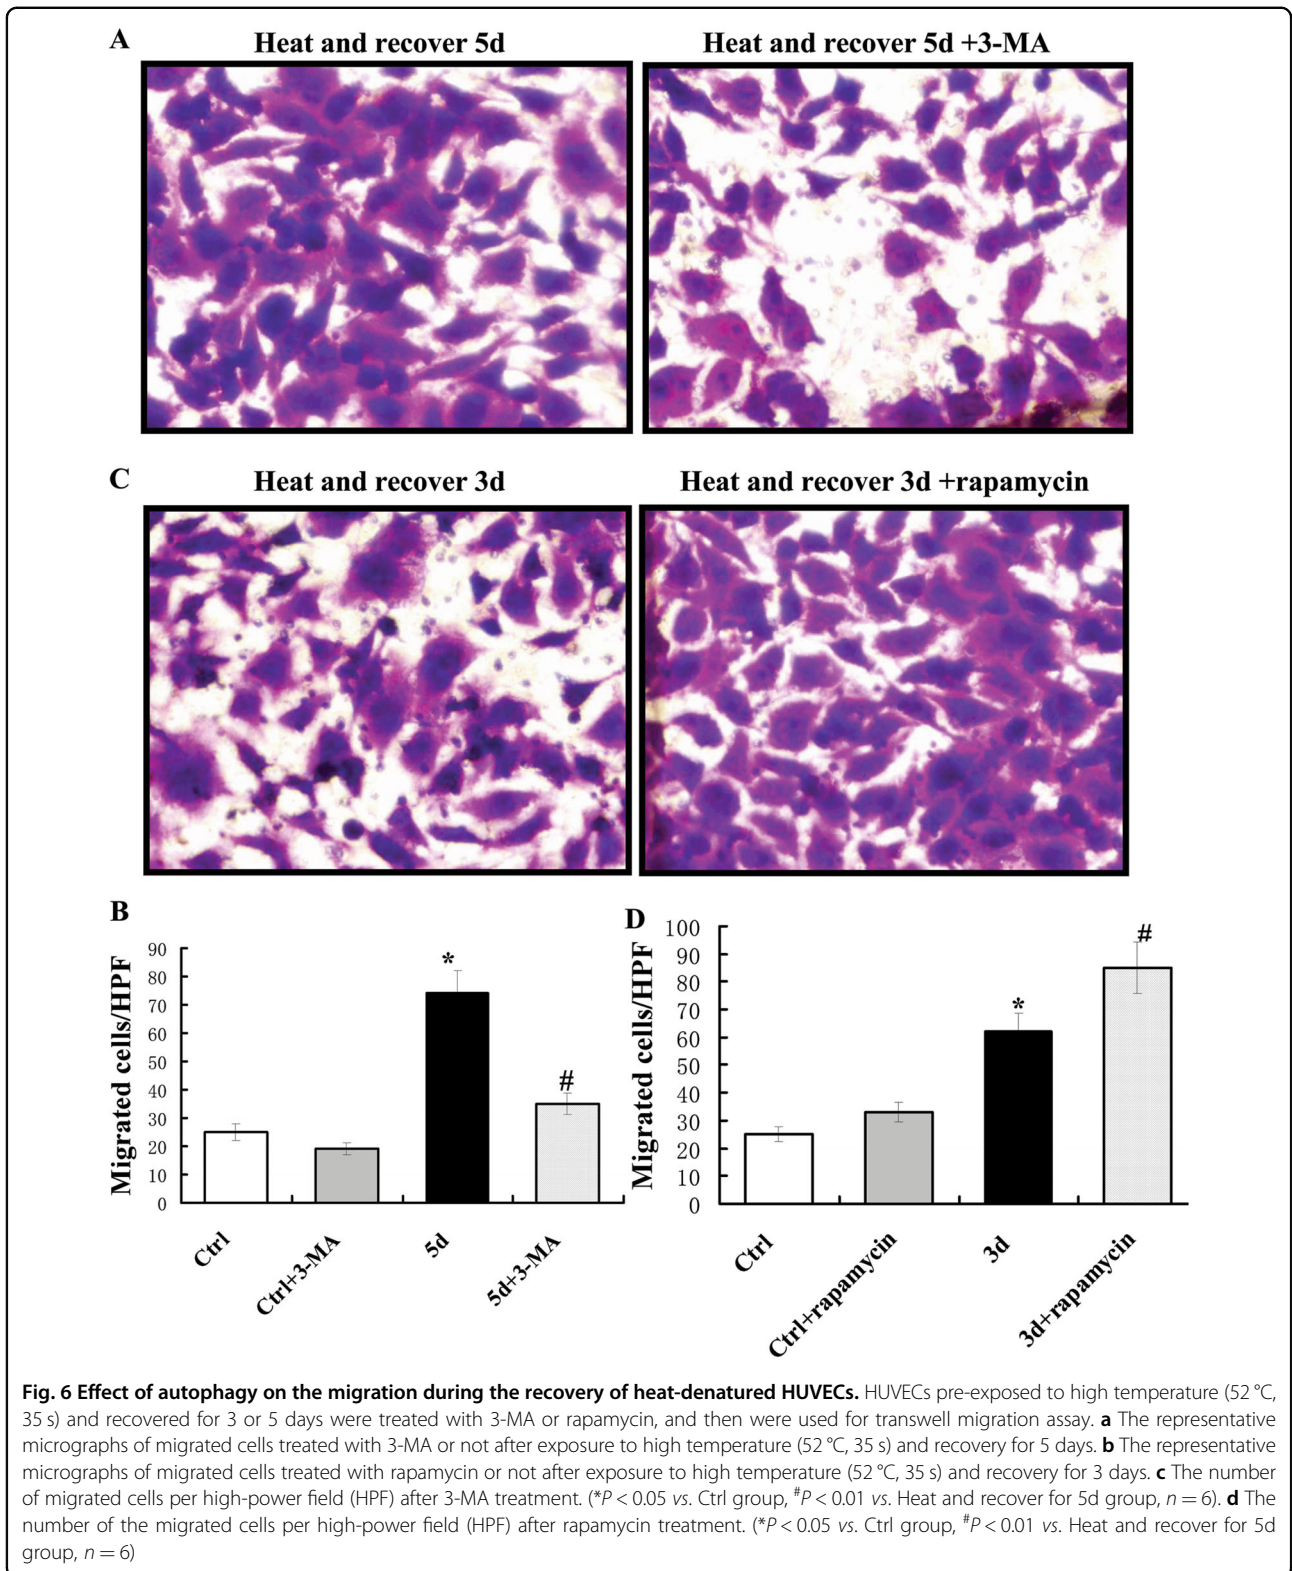 A
Heat and recover 5d
Heat and recover 5d +3-MA
C
Heat and recover 3d
Heat and recover 3d +rapamycin
B
Migrated cells/HPF
90
80
70
60
50
40
30
20
10
0
*
#
Ctrl
Ctrl+3-MA
5d
5d+3-MA
D
Migrated cells/HPF
100
90
80
70
60
50
40
30
20
10
0
*
#
Ctrl
Ctrl+rapamycin
3d
3d+rapamycin
Fig. 6 Effect of autophagy on the migration during the recovery of heat-denatured HUVECs. HUVECs pre-exposed to high temperature (52 °C,
35 s) and recovered for 3 or 5 days were treated with 3-MA or rapamycin, and then were used for transwell migration assay. a The representative
micrographs of migrated cells treated with 3-MA or not after exposure to high temperature (52 °C, 35 s) and recovery for 5 days. b The representative
micrographs of migrated cells treated with rapamycin or not after exposure to high temperature (52 °C, 35 s) and recovery for 3 days. c The number
of migrated cells per high-power field (HPF) after 3-MA treatment. (*P < 0.05 vs. Ctrl group, #P < 0.01 vs. Heat and recover for 5d group, n = 6). d The
number of the migrated cells per high-power field (HPF) after rapamycin treatment. (*P < 0.05 vs. Ctrl group, #P < 0.01 vs. Heat and recover for 5d
group, n = 6)